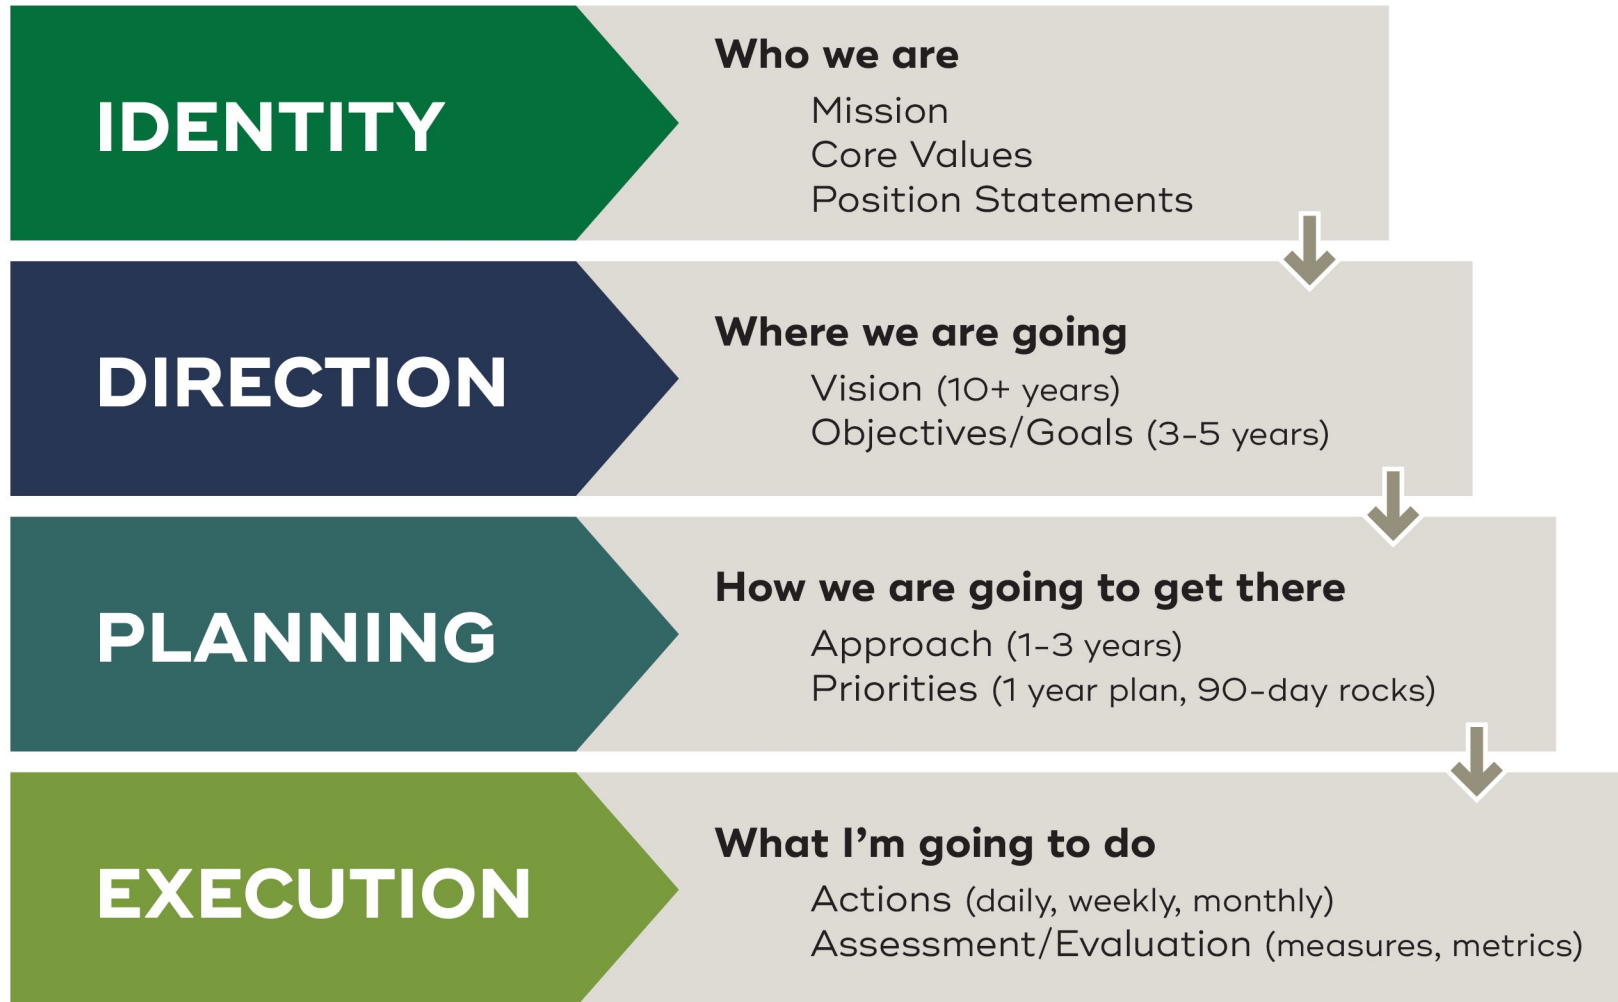 IDENTITY
Who we are
Mission
Core Values
Position Statements
DIRECTION
Where we are going
Vision (10+ years)
Objectives/Goals (3-5 years)
PLANNING
How we are going to get there
Approach (1-3 years)
Priorities (1 year plan, 90-day rocks)
EXECUTION
What I’m going to do
Actions (daily, weekly, monthly)
Assessment/Evaluation (measures, metrics)